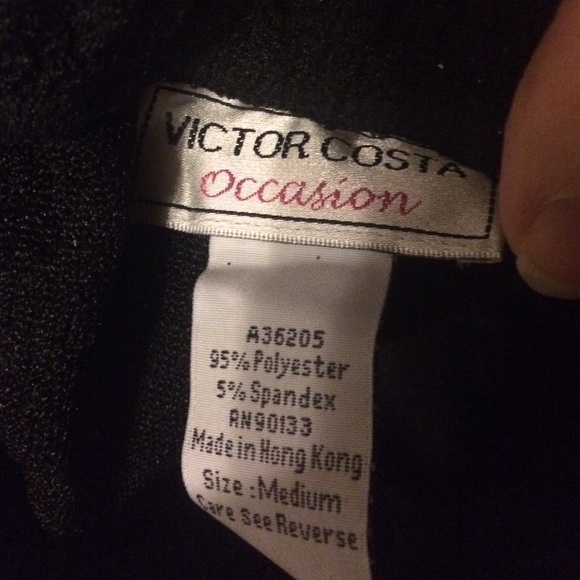 VICTOR COSTA
Occasion
A36205
95% Polyester
5% Spandex
RN90133
Made in Hong Kong
Size : Medium
Care See Reverse